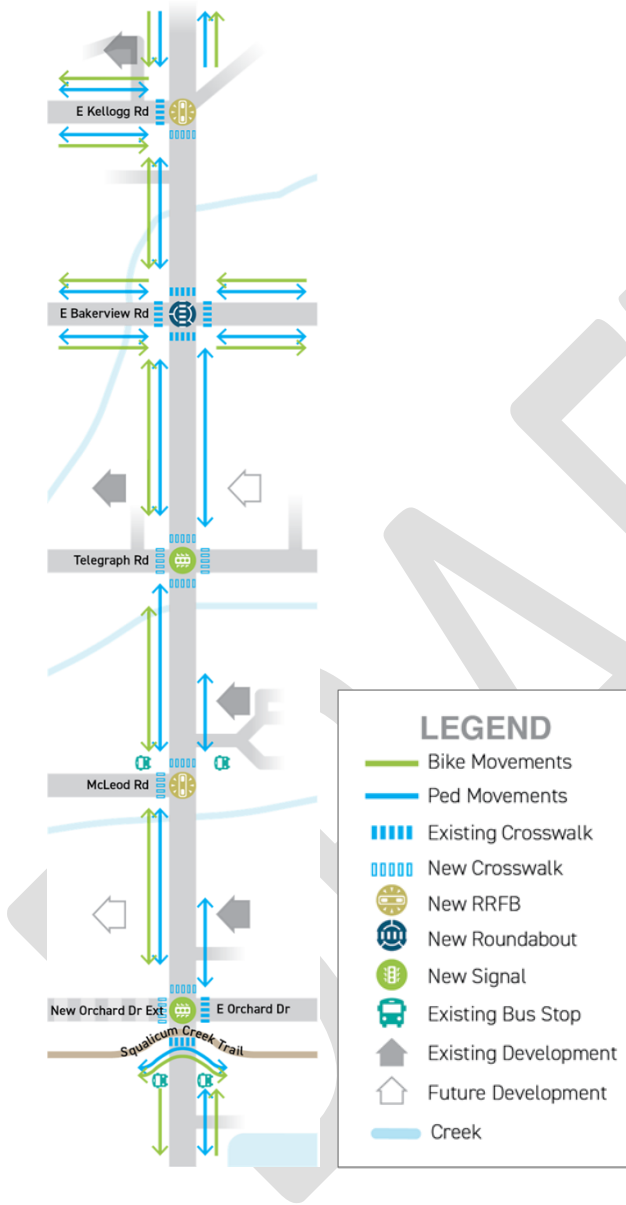 E Kellogg Rd
E Bakerview Rd
Telegraph Rd
McLeod Rd
New Orchard Dr Ext
E Orchard Dr
Squalicum Creek Trail
LEGEND
Bike Movements
Ped Movements
Existing Crosswalk
New Crosswalk
New RRFB
New Roundabout
New Signal
Existing Bus Stop
Existing Development
Future Development
Creek